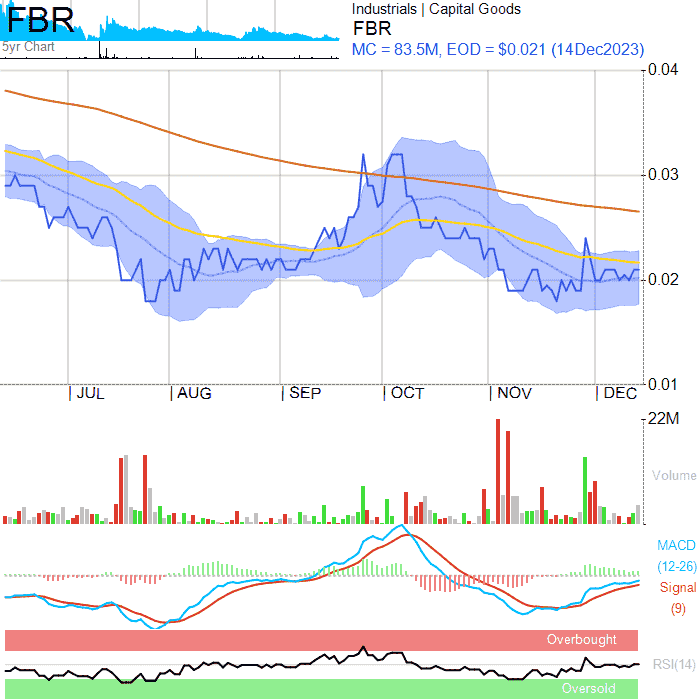 FBR
5yr Chart
Industrials | Capital Goods
FBR
MC = 83.5M, EOD = $0.021 (14Dec2023)
0.04
0.03
0.02
0.01
JUL
AUG
SEP
OCT
NOV
DEC
22M
Volume
MACD
(12-26)
Signal
(9)
Overbought
RSI(14)
Oversold